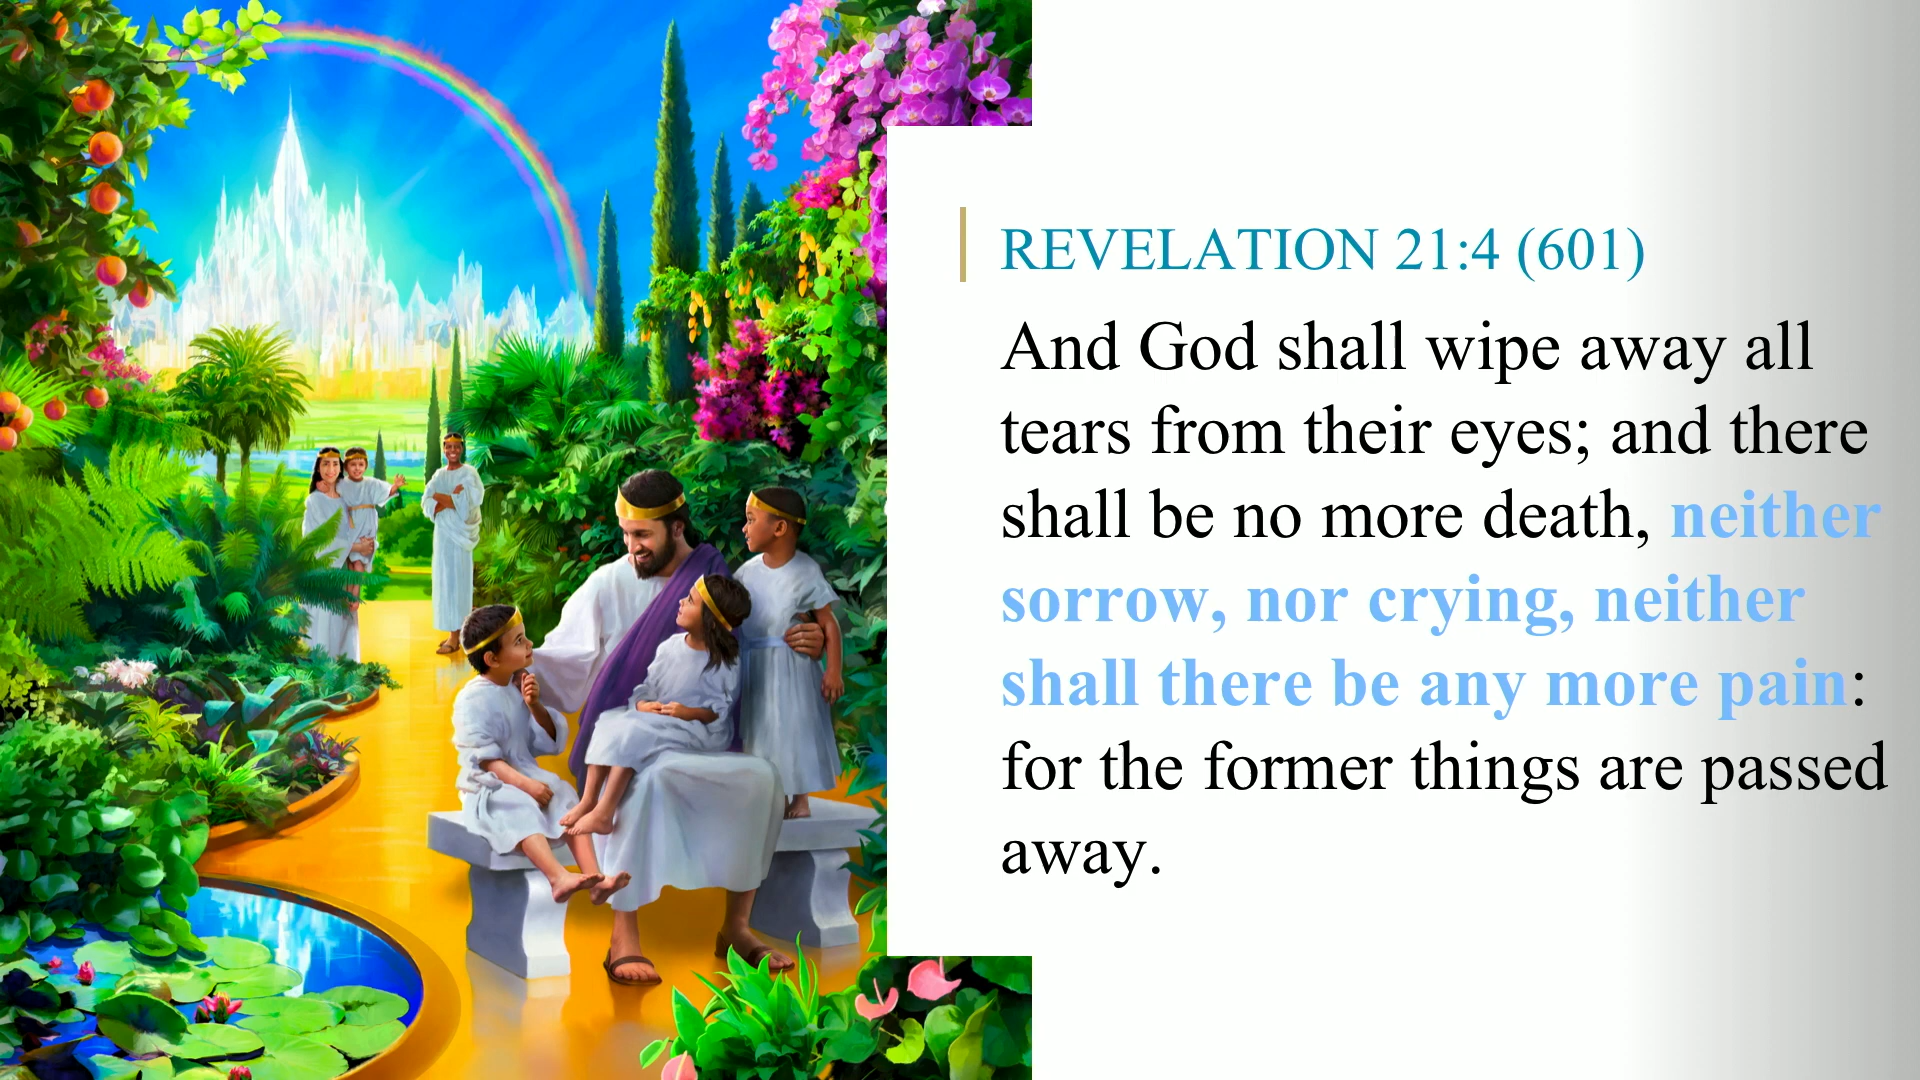 REVELATION 21:4 (601)
And God shall wipe away all
tears from their eyes; and there
shall be no more death, neither
sorrow, nor crying, neither
shall there be any more pain:
for the former things are passed
away.